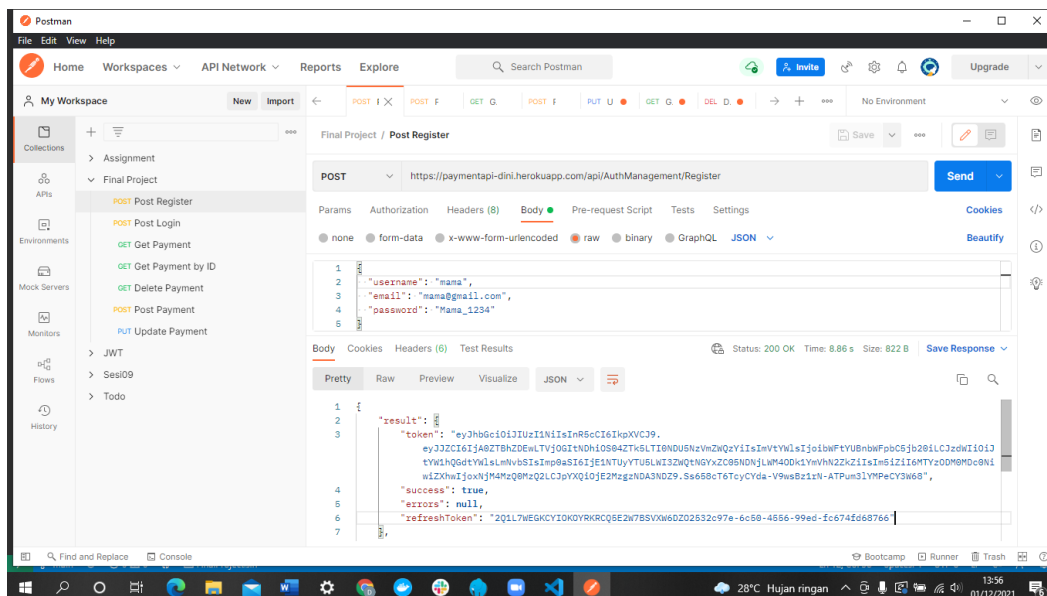 Postman
File Edit View Help
Home Workspaces API Network Reports Explore Search Postman Invite Upgrade
My Workspace New Import POST POST GET G. POST PUT U GET G. DEL D. No Environment
Collections
APIs
Environments
Mock Servers
Monitors
Flows
History
Assignment
Final Project
POST Post Register
POST Post Login
GET Get Payment
GET Get Payment by ID
GET Delete Payment
POST Post Payment
PUT Update Payment
JWT
Sesi09
Todo
Final Project / Post Register Save
POST https://paymentapi-dini.herokuapp.com/api/AuthManagement/Register Send
Params Authorization Headers (8) Body Pre-request Script Tests Settings Cookies
none form-data x-www-form-urlencoded raw binary GraphQL JSON Beautify
1 {
2 "username": "mama",
3 "email": "mama@gmail.com",
4 "password": "Mama_1234"
5 }
Body Cookies Headers (6) Test Results Status: 200 OK Time: 8.86 s Size: 822 B Save Response
Pretty Raw Preview Visualize JSON
1 {
2 "result": {
3 "token": "eyJhbGciOiJIUzI1NiIsInR5cCI6IkpXVCJ9.
4 "success": true,
5 "errors": null,
6 "refreshToken": "2Q1L7WEGKCYIOKOYRKRCQ5E2W7BSVXW6DZO2532c97e-6c50-4556-99ed-fc674fd68766"
7 },
Find and Replace Console Bootcamp Runner Trash
28°C Hujan ringan 13:56
01/12/2021